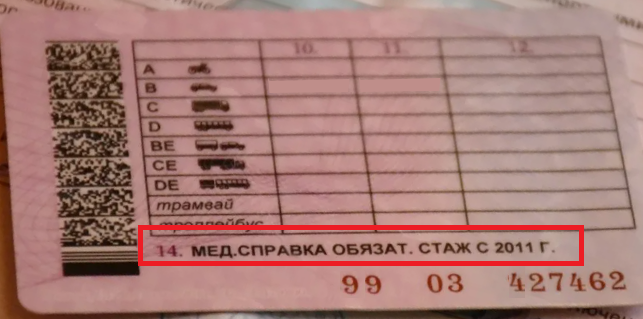 10. 11. 12.
A
B
C
D
BE
CE
DE
трамвай
троллейбус
14. МЕД.СПРАВКА ОБЯЗАТ. СТАЖ С 2011 Г.
99 03 427462